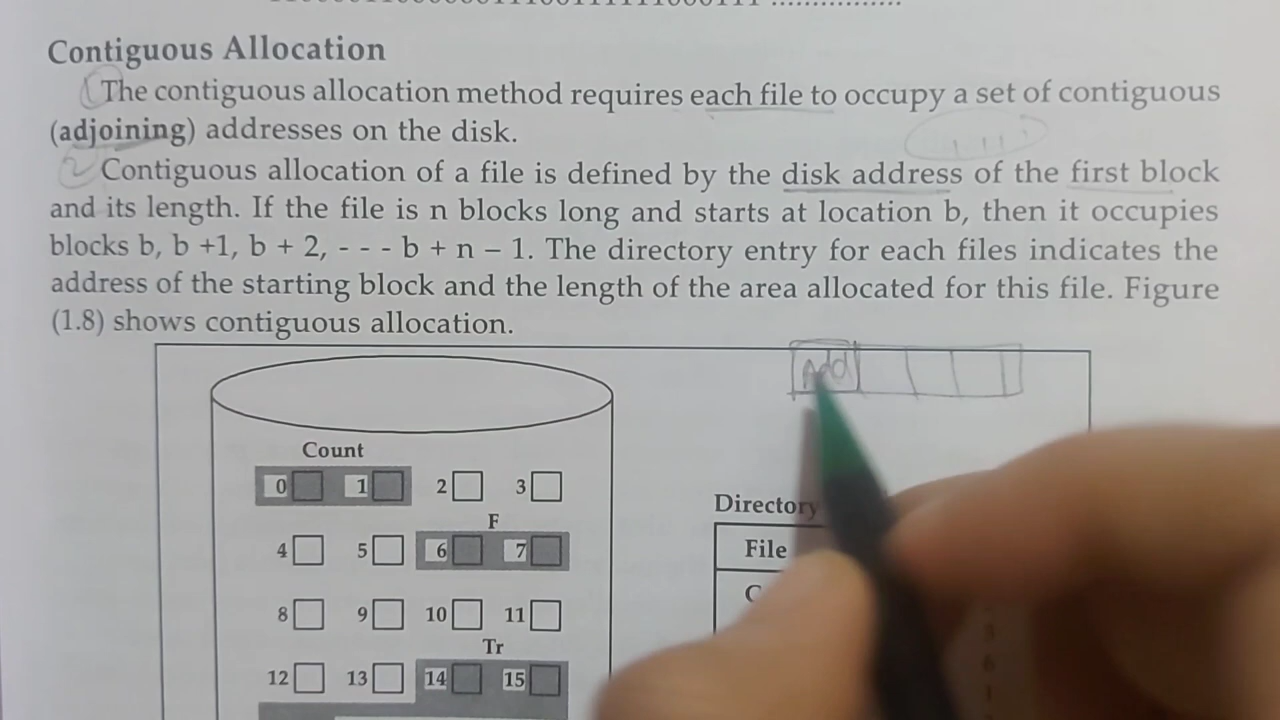 Contiguous Allocation
The contiguous allocation method requires each file to occupy a set of contiguous
(adjoining) addresses on the disk.
Contiguous allocation of a file is defined by the disk address of the first block
and its length. If the file is n blocks long and starts at location b, then it occupies
blocks b, b +1, b + 2, - - - b + n – 1. The directory entry for each files indicates the
address of the starting block and the length of the area allocated for this file. Figure
(1.8) shows contiguous allocation.
Add
Count
0 1 2 3
Directory
F
4 5 6 7
File
8 9 10 11
Tr
12 13 14 15